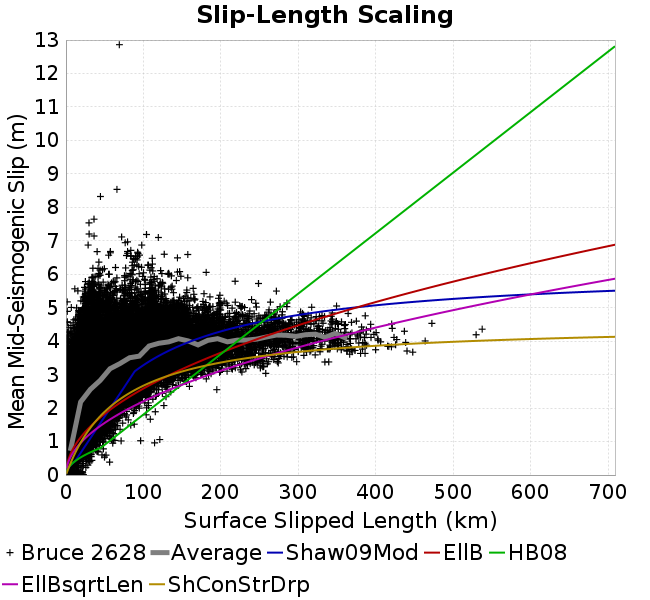 Slip-Length Scaling
13
12
11
10
9
8
7
6
5
4
3
2
1
0
Mean Mid-Seismogenic Slip (m)
0 100 200 300 400 500 600 700
Surface Slipped Length (km)
Bruce 2628 Average Shaw09Mod EllB HB08
EllBsqrtLen ShConStrDrp